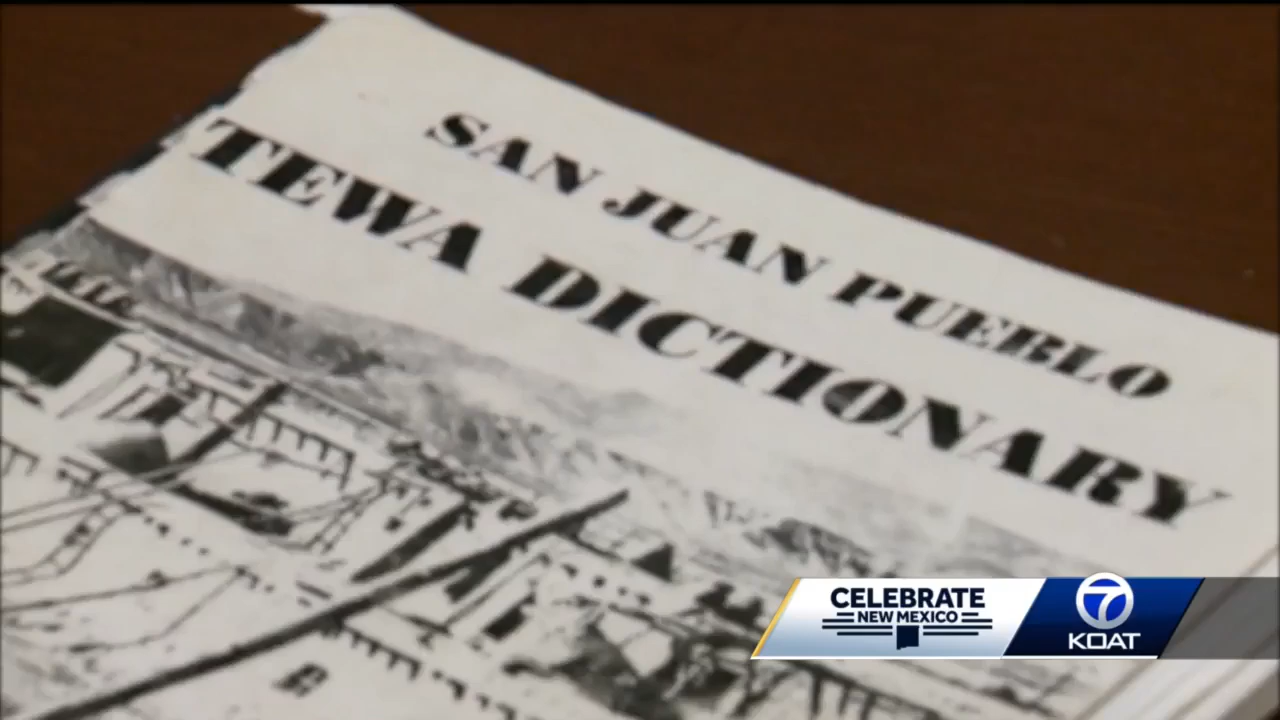 SAN JUAN PUEBLO
TEWA DICTIONARY
CELEBRATE
NEW MEXICO
7
KOAT